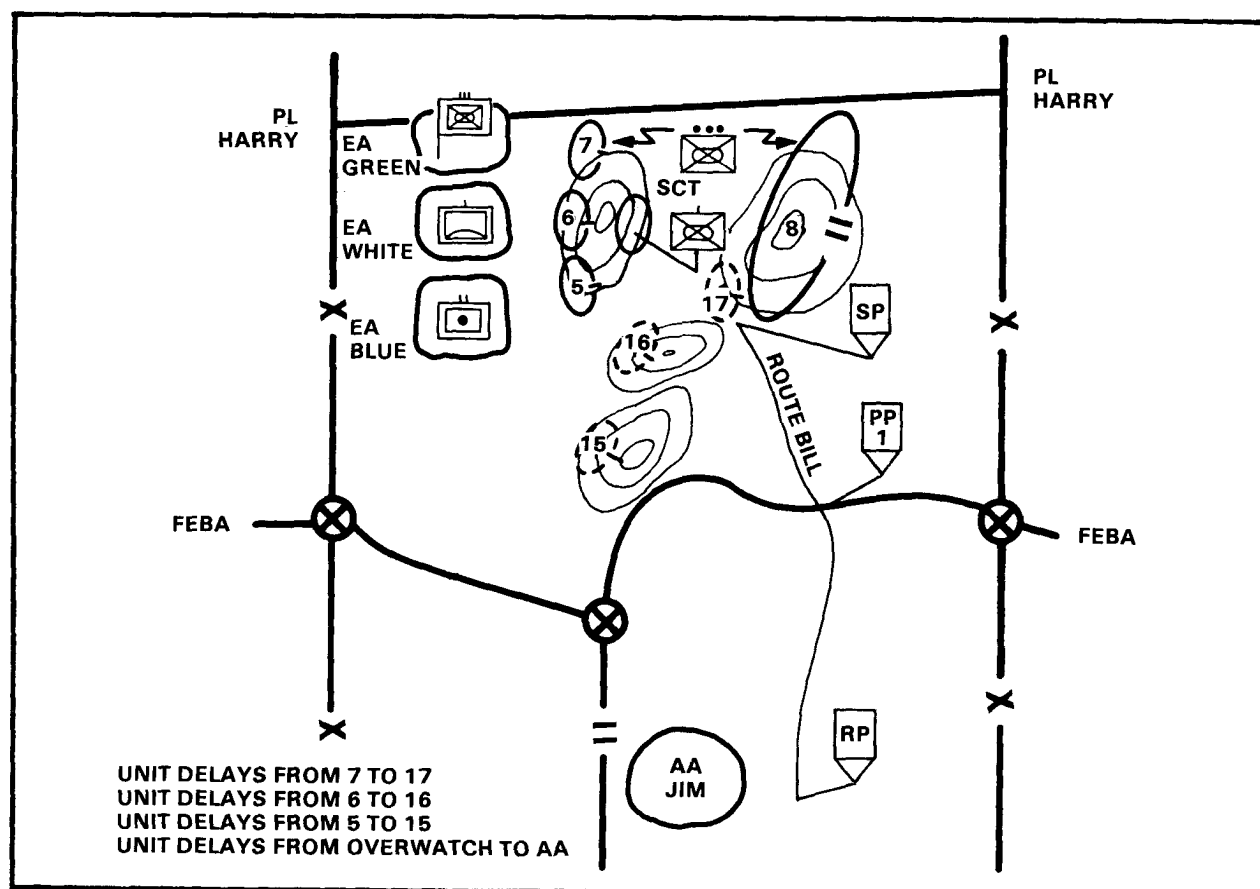 PL
HARRY
PL
HARRY
EA
GREEN
7
SCT
EA
WHITE
6
8
5
17
SP
EA
BLUE
16
ROUTE BILL
PP
1
15
FEBA
FEBA
RP
AA
JIM
UNIT DELAYS FROM 7 TO 17
UNIT DELAYS FROM 6 TO 16
UNIT DELAYS FROM 5 TO 15
UNIT DELAYS FROM OVERWATCH TO AA